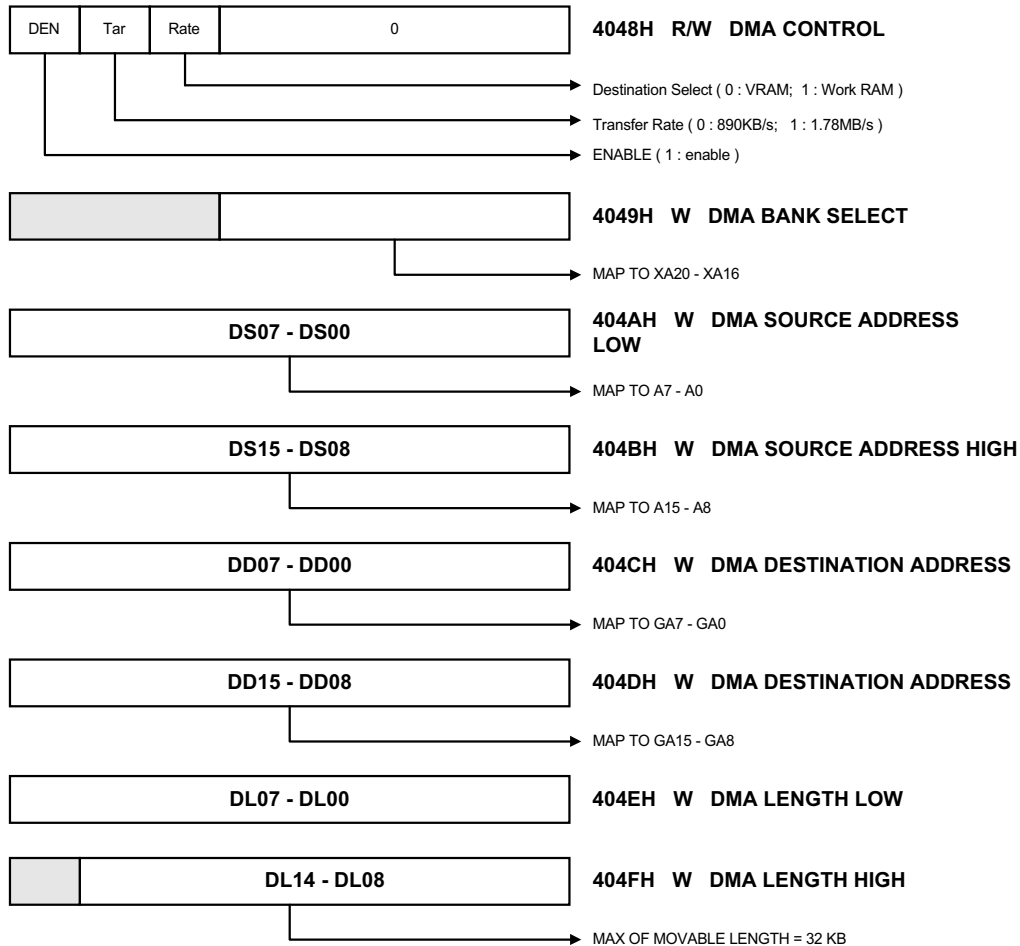 DEN Tar Rate 0 4048H R/W DMA CONTROL
Destination Select ( 0 : VRAM; 1 : Work RAM )
Transfer Rate ( 0 : 890KB/s; 1 : 1.78MB/s )
ENABLE ( 1 : enable )
4049H W DMA BANK SELECT
MAP TO XA20 - XA16
DS07 - DS00 404AH W DMA SOURCE ADDRESS
LOW
MAP TO A7 - A0
DS15 - DS08 404BH W DMA SOURCE ADDRESS HIGH
MAP TO A15 - A8
DD07 - DD00 404CH W DMA DESTINATION ADDRESS
MAP TO GA7 - GA0
DD15 - DD08 404DH W DMA DESTINATION ADDRESS
MAP TO GA15 - GA8
DL07 - DL00 404EH W DMA LENGTH LOW
DL14 - DL08 404FH W DMA LENGTH HIGH
MAX OF MOVABLE LENGTH = 32 KB